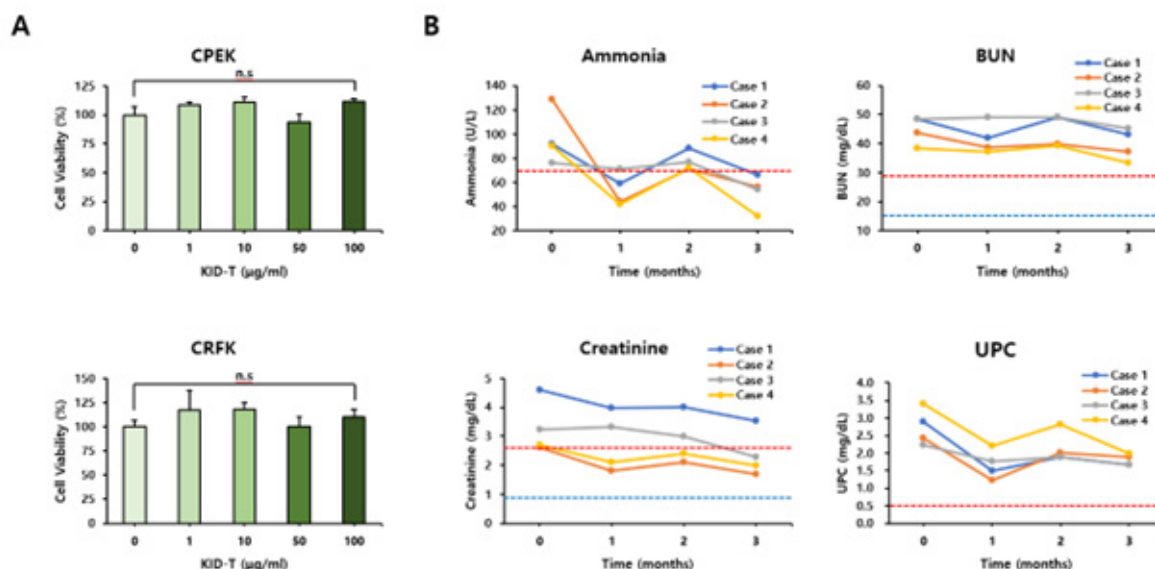 A
CPEK
n.s
Cell Viability (%)
125
100
75
50
25
0
0 1 10 50 100
KID-T (μg/ml)
CRFK
n.s
Cell Viability (%)
150
125
100
75
50
25
0
0 1 10 50 100
KID-T (μg/ml)
B
Ammonia
Case 1
Case 2
Case 3
Case 4
Ammonia (U/L)
140
120
100
80
60
40
20
0 1 2 3
Time (months)
BUN
Case 1
Case 2
Case 3
Case 4
BUN (mg/dL)
60
50
40
30
20
10
0 1 2 3
Time (months)
Creatinine
Case 1
Case 2
Case 3
Case 4
Creatinine (mg/dL)
5
4
3
2
1
0
0 1 2 3
Time (months)
UPC
Case 1
Case 2
Case 3
Case 4
UPC (mg/dL)
4.0
3.5
3.0
2.5
2.0
1.5
1.0
0.5
0.0
0 1 2 3
Time (months)